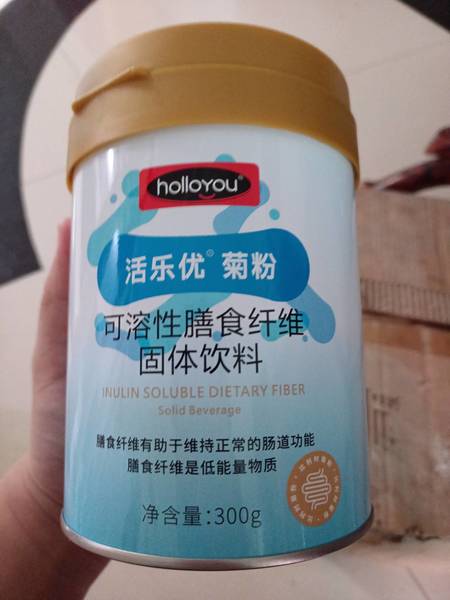 holloyou
活乐优® 菊粉
可溶性膳食纤维
固体饮料
INULIN SOLUBLE DIETARY FIBER
Solid Beverage
膳食纤维有助于维持正常的肠道功能
膳食纤维是低能量物质
净含量:300g